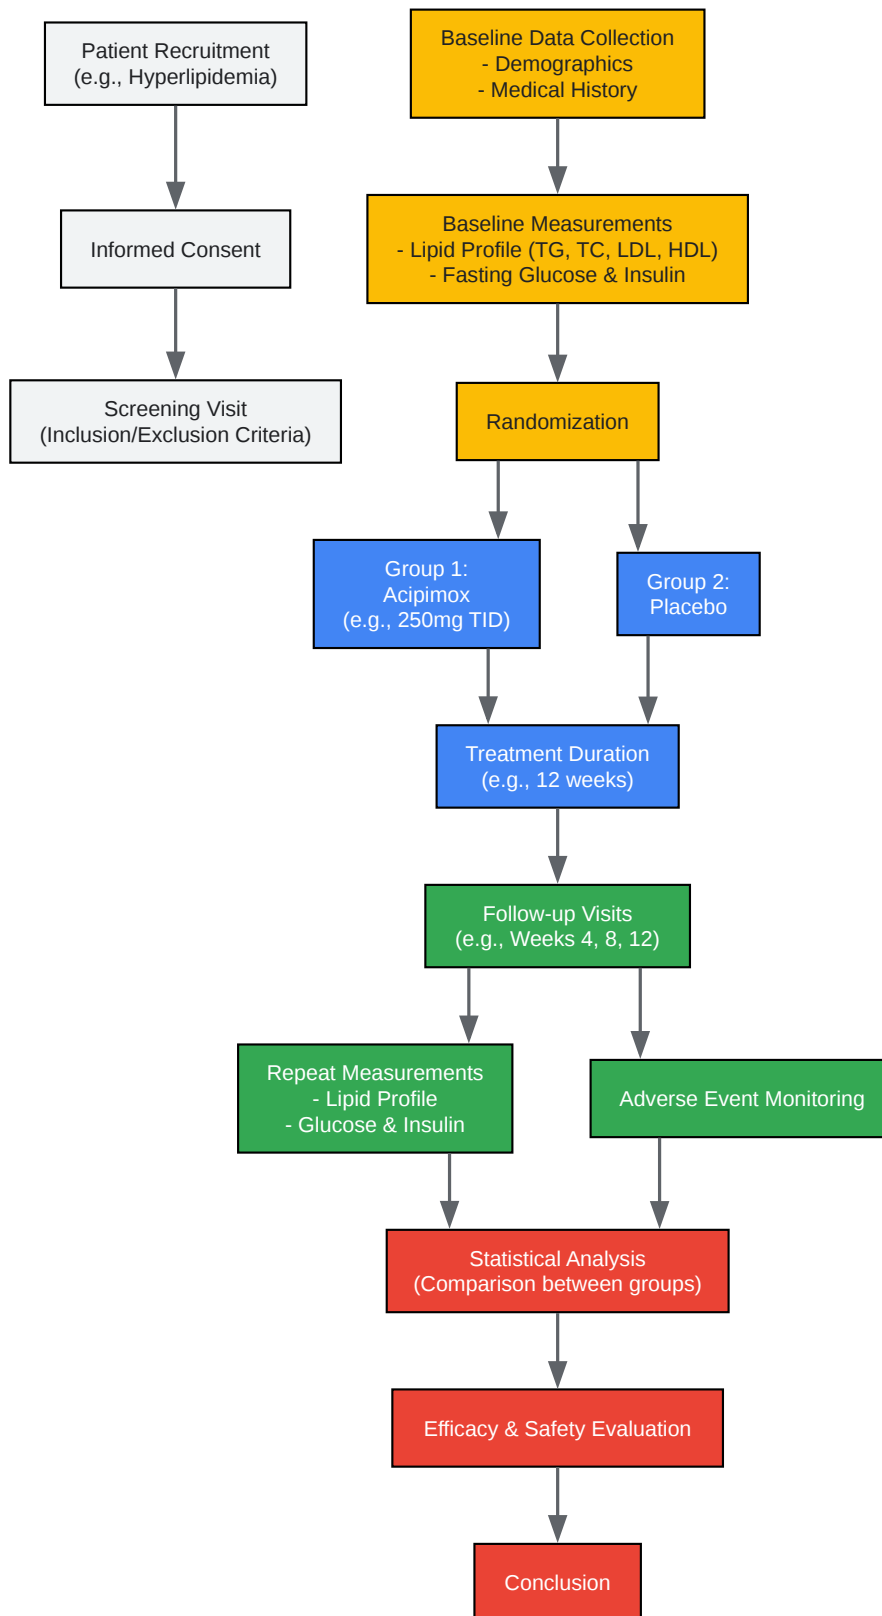 Patient Recruitment
(e.g., Hyperlipidemia)
Informed Consent
Screening Visit
(Inclusion/Exclusion Criteria)
Baseline Data Collection
- Demographics
- Medical History
Baseline Measurements
- Lipid Profile (TG, TC, LDL, HDL)
- Fasting Glucose & Insulin
Randomization
Group 1:
Acipimox
(e.g., 250mg TID)
Group 2:
Placebo
Treatment Duration
(e.g., 12 weeks)
Follow-up Visits
(e.g., Weeks 4, 8, 12)
Repeat Measurements
- Lipid Profile
- Glucose & Insulin
Adverse Event Monitoring
Statistical Analysis
(Comparison between groups)
Efficacy & Safety Evaluation
Conclusion